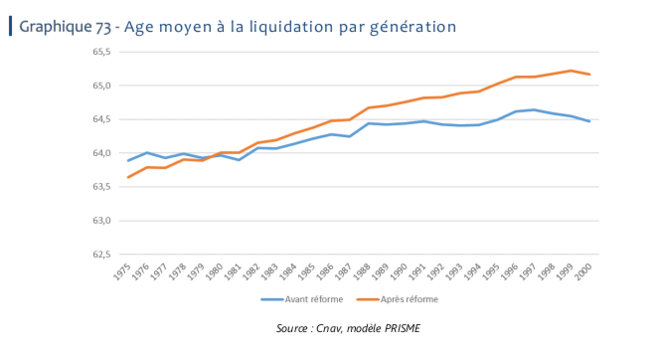 Graphique 73 - Age moyen à la liquidation par génération
65,5
65,0
64,5
64,0
63,5
63,0
62,5
1975 1976 1977 1978 1979 1980 1981 1982 1983 1984 1985 1986 1987 1988 1989 1990 1991 1992 1993 1994 1995 1996 1997 1998 1999 2000
Avant réforme Après réforme
Source : Cnav, modèle PRISME